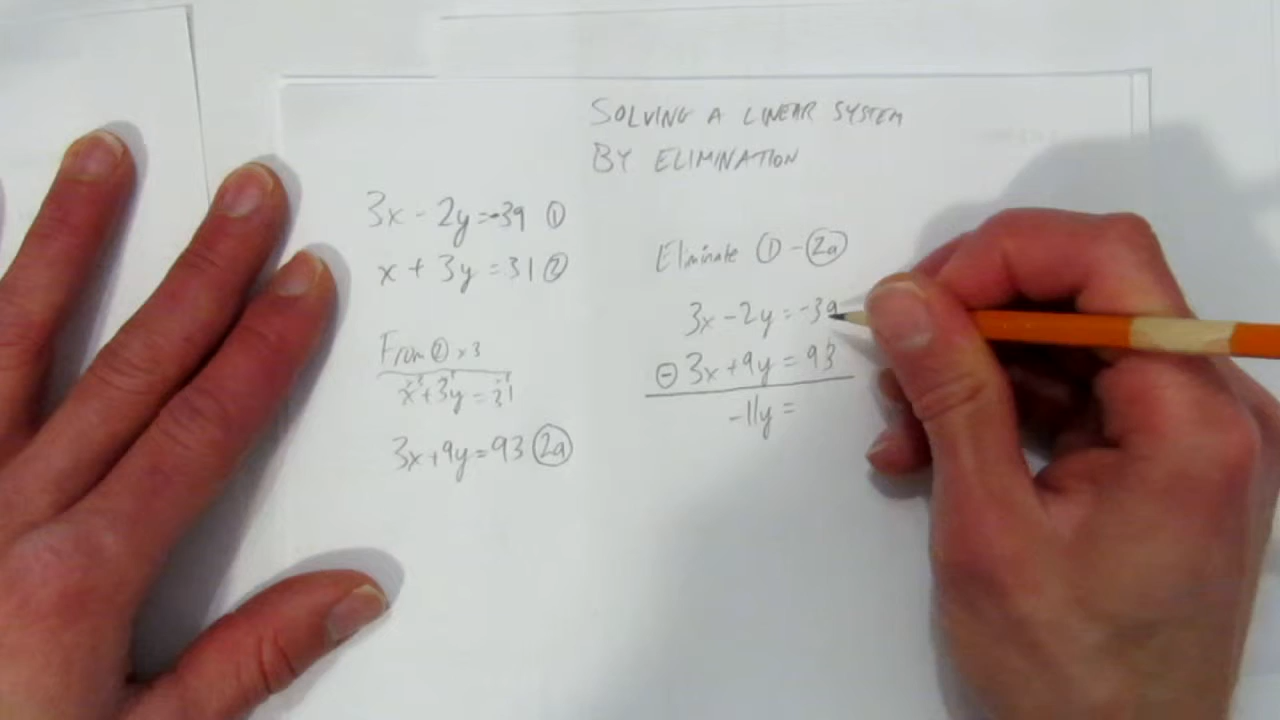 SOLVING A LINEAR SYSTEM
BY ELIMINATION
3x - 2y = -39 ①
x + 3y = 31 ②
From ② x 3
x³ + 3y = 31
3x + 9y = 93 (2a)
Eliminate ① - (2a)
3x - 2y = -39
⊖ 3x + 9y = 93
-11y =